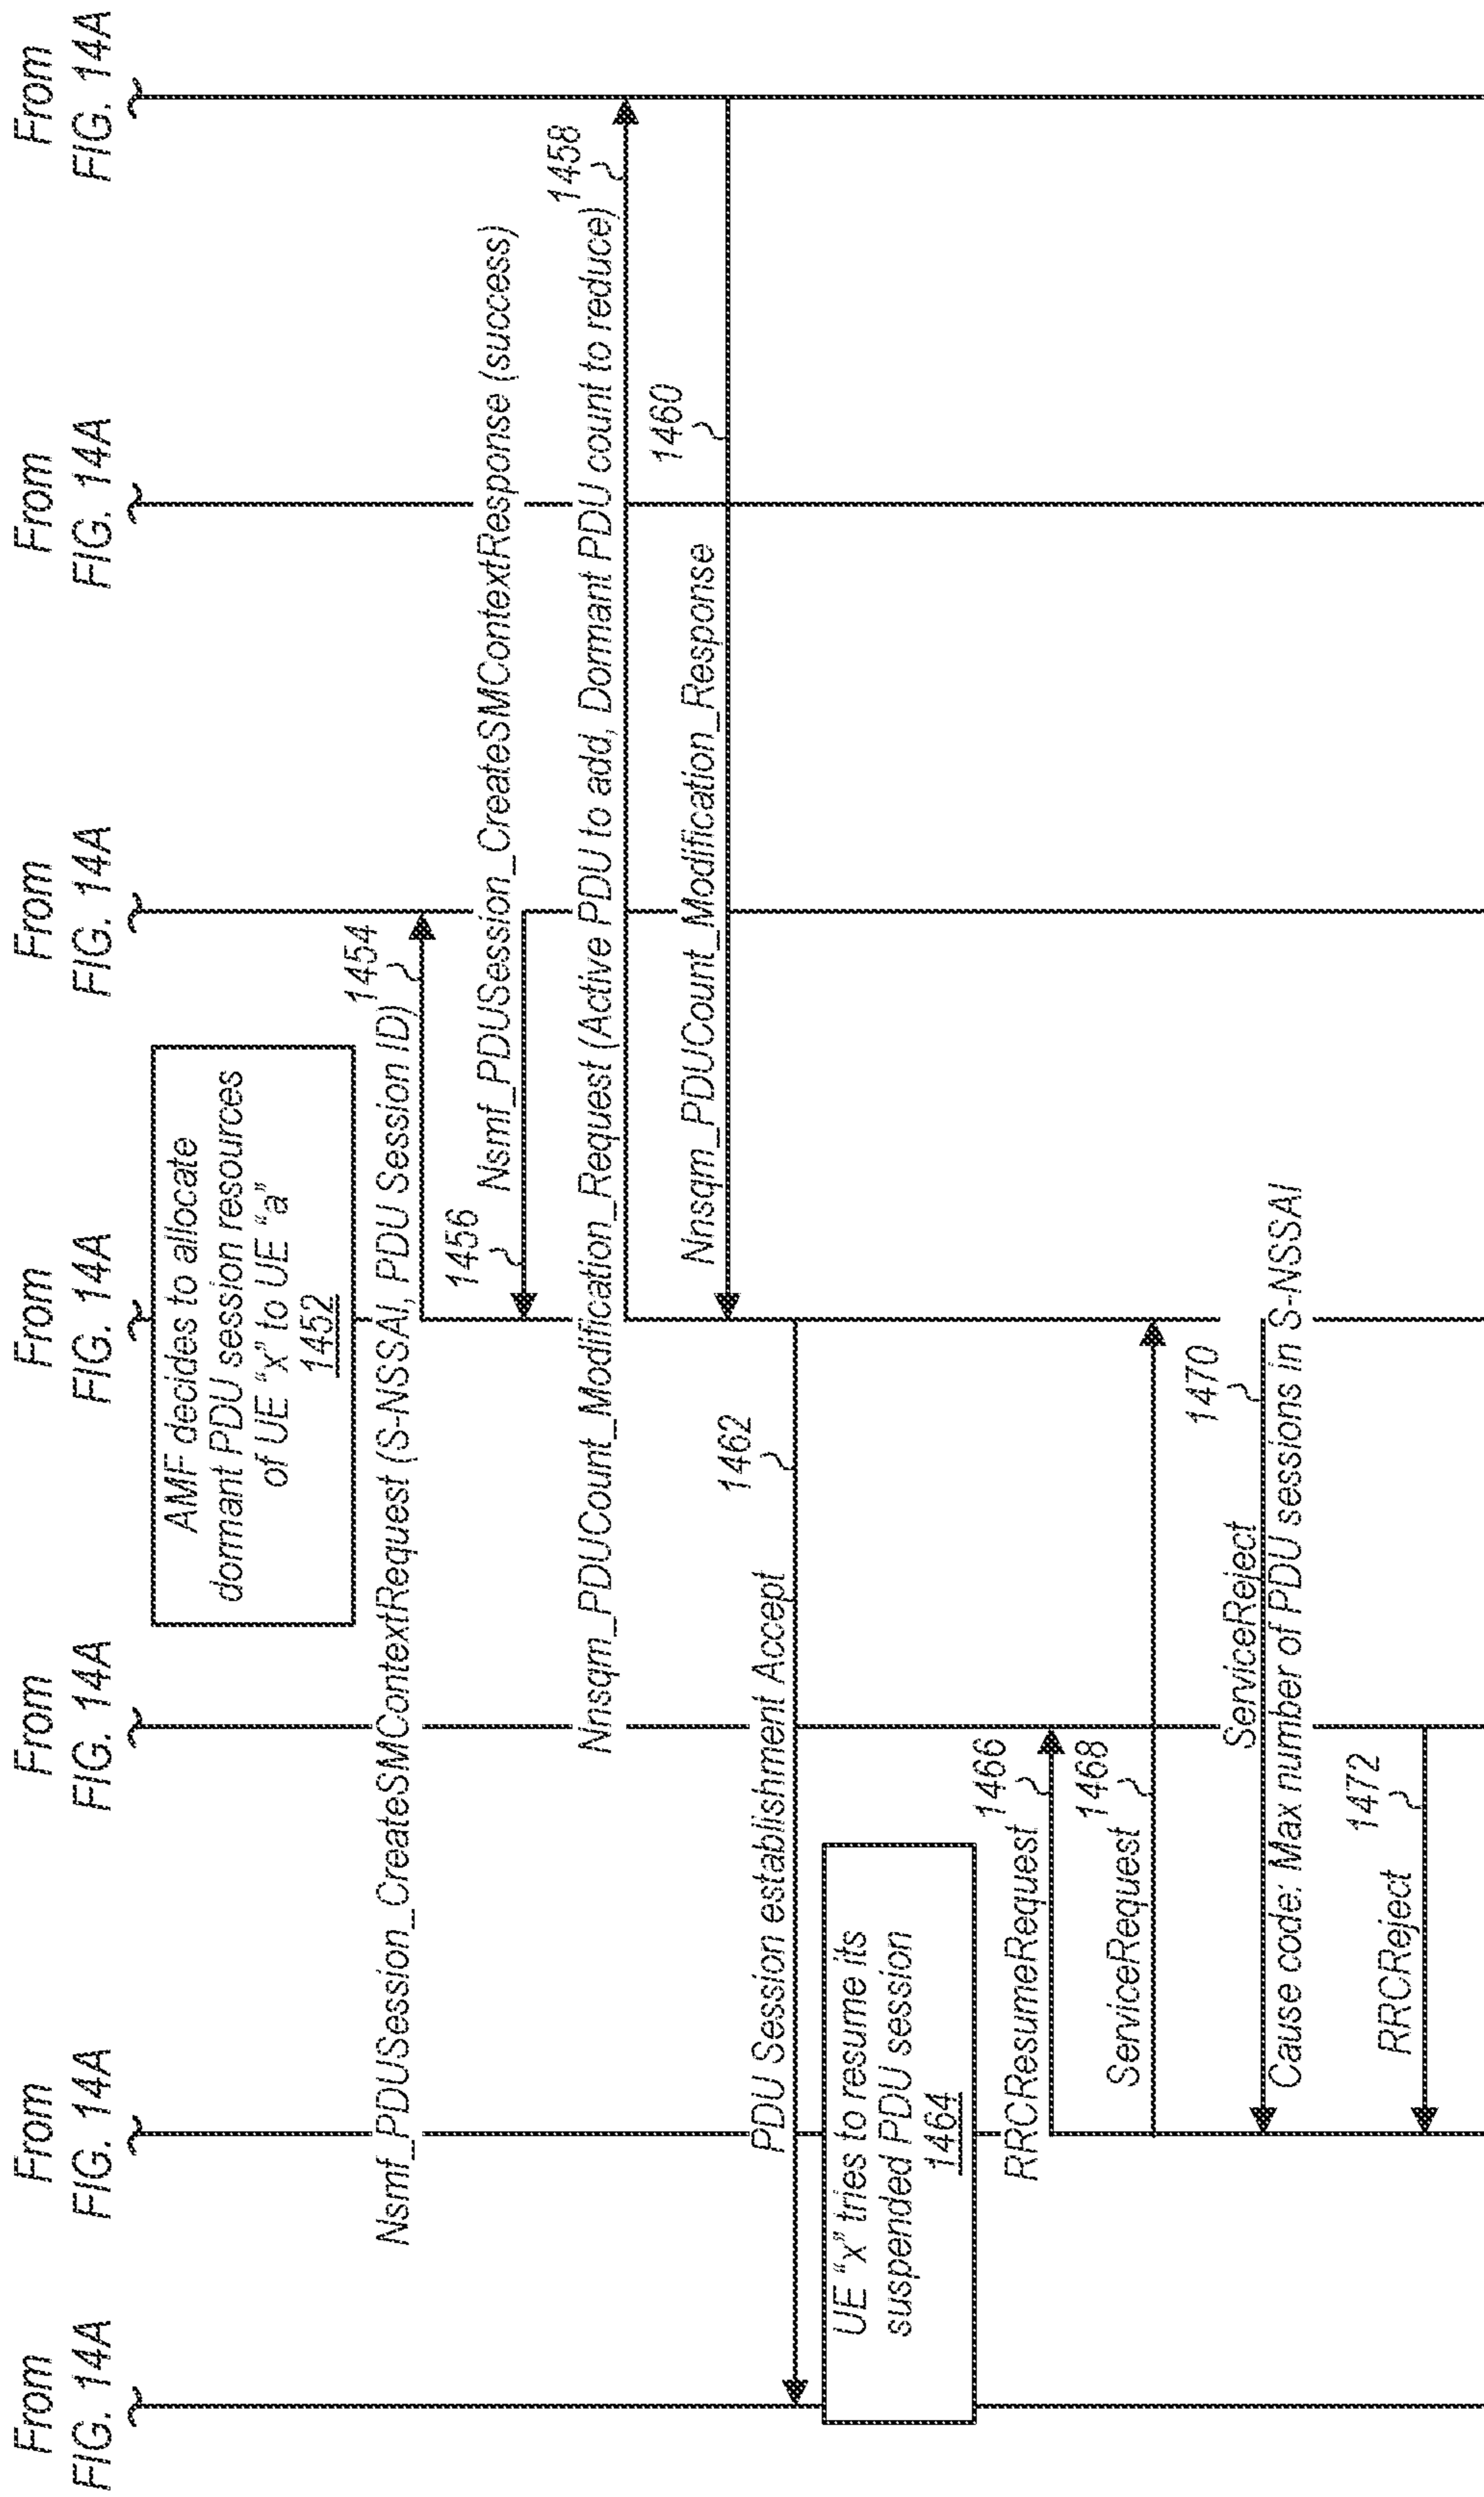 From
FIG. 14A
From
FIG. 14A
From
FIG. 14A
From
FIG. 14A
From
FIG. 14A
From
FIG. 14A
From
FIG. 14A
AMF decides to allocate
dormant PDU session resources
of UE "x" to UE "a"
1452
Nsmf_PDUSession_CreateSMContextRequest (S-NSSAI, PDU Session ID)
1454
1456
Nsmf_PDUSession_CreateSMContextResponse (success)
Nnsqm_PDUCount_Modification_Request (Active PDU to add, Dormant PDU count to reduce)
1458
Nnsqm_PDUCount_Modification_Response
1460
PDU Session establishment Accept
1462
UE "x" tries to resume its
suspended PDU session
1464
RRCResumeRequest
1466
ServiceRequest
1468
ServiceReject
1470
Cause code: Max number of PDU sessions in S-NSSAI
RRCReject
1472